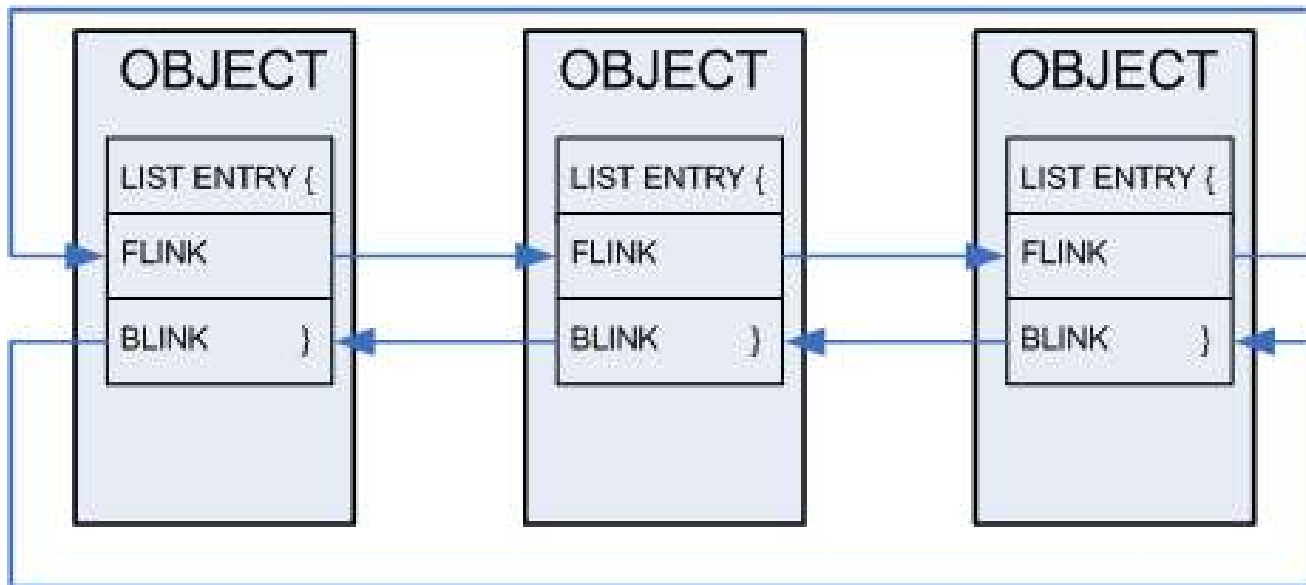 OBJECT
LIST ENTRY {
FLINK
BLINK }
OBJECT
LIST ENTRY {
FLINK
BLINK }
OBJECT
LIST ENTRY {
FLINK
BLINK }